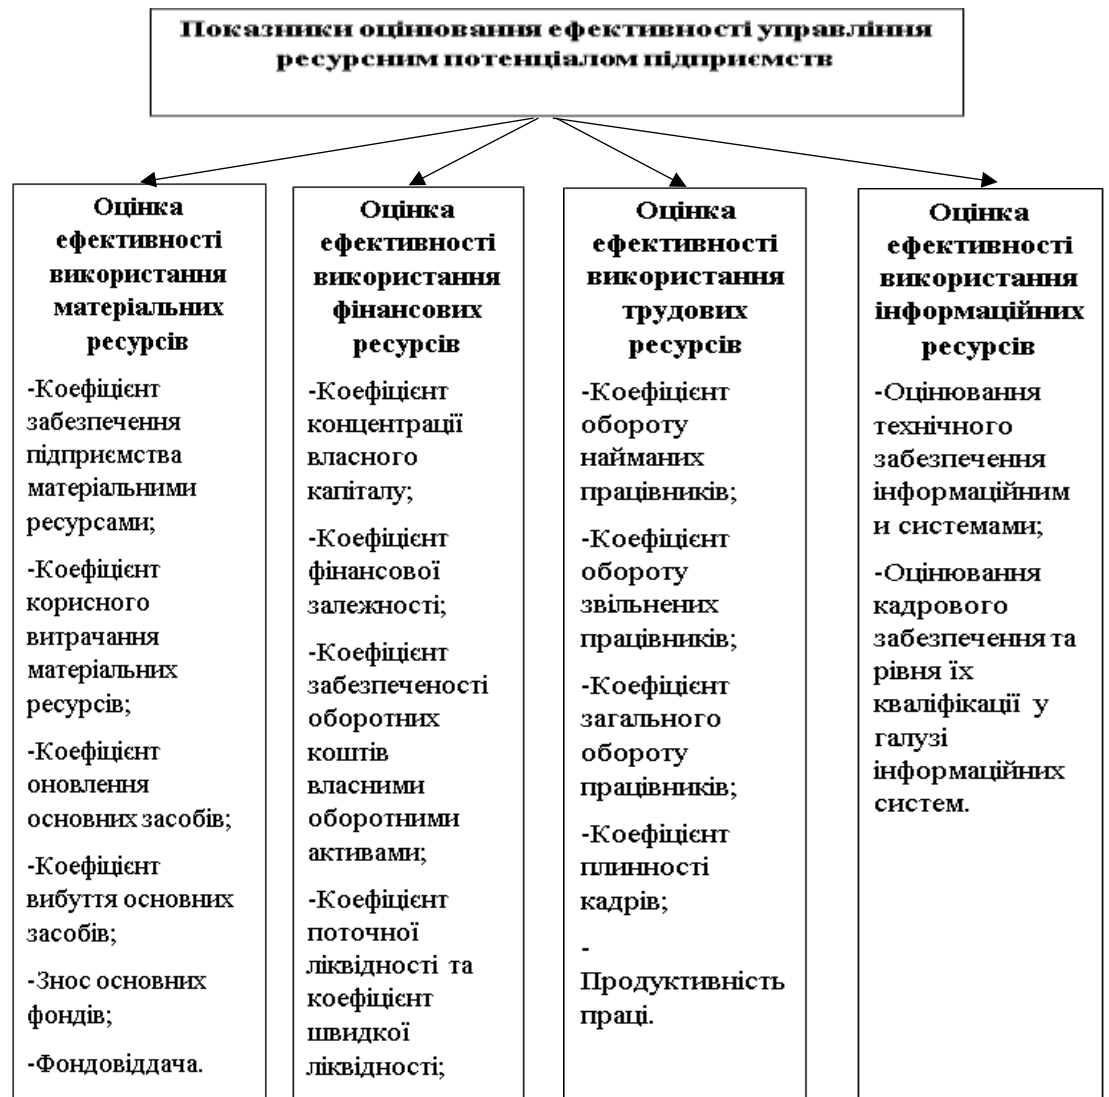 Показники оцінювання ефективності управління
ресурсним потенціалом підприємств
Оцінка
ефективності
використання
матеріальних
ресурсів
-Коефіцієнт
забезпечення
підприємства
матеріальними
ресурсами;
-Коефіцієнт
корисного
витрачання
матеріальних
ресурсів;
-Коефіцієнт
оновлення
основних засобів;
-Коефіцієнт
вибуття основних
засобів;
-Знос основних
фондів;
-Фондовіддача.
Оцінка
ефективності
використання
фінансових
ресурсів
-Коефіцієнт
концентрації
власного
капіталу;
-Коефіцієнт
фінансової
залежності;
-Коефіцієнт
забезпеченості
оборотних
коштів
власними
оборотними
активами;
-Коефіцієнт
поточної
ліквідності та
коефіцієнт
швидкої
ліквідності;
Оцінка
ефективності
використання
трудових
ресурсів
-Коефіцієнт
обороту
найманих
працівників;
-Коефіцієнт
обороту
звільнених
працівників;
-Коефіцієнт
загального
обороту
працівників;
-Коефіцієнт
плинності
кадрів;
-
Продуктивність
праці.
Оцінка
ефективності
використання
інформаційних
ресурсів
-Оцінювання
технічного
забезпечення
інформаційним
и системами;
-Оцінювання
кадрового
забезпечення та
рівня їх
кваліфікації у
галузі
інформаційних
систем.